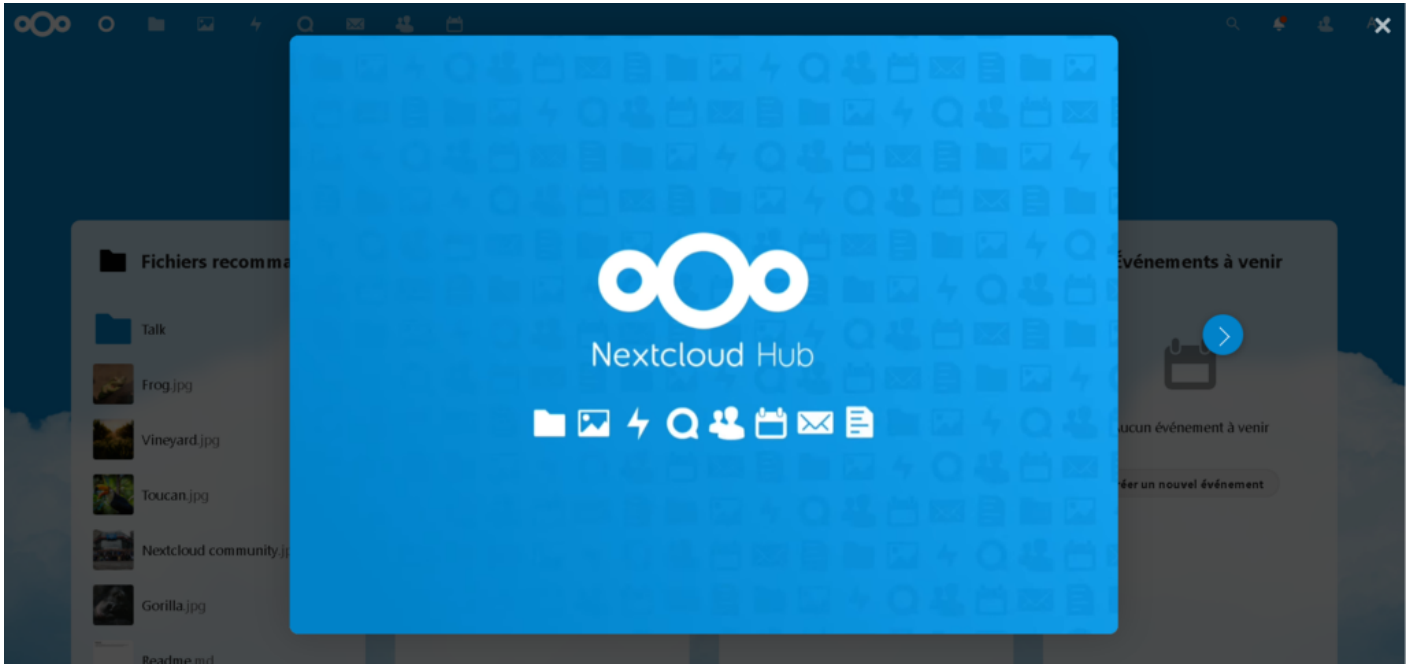 Nextcloud Hub
Fichiers recomma
Talk
Frog.jpg
Vineyard.jpg
Toucan.jpg
Nextcloud community.jp
Gorilla.jpg
Readme.md
Événements à venir
ucun événement à venir
éer un nouvel événement